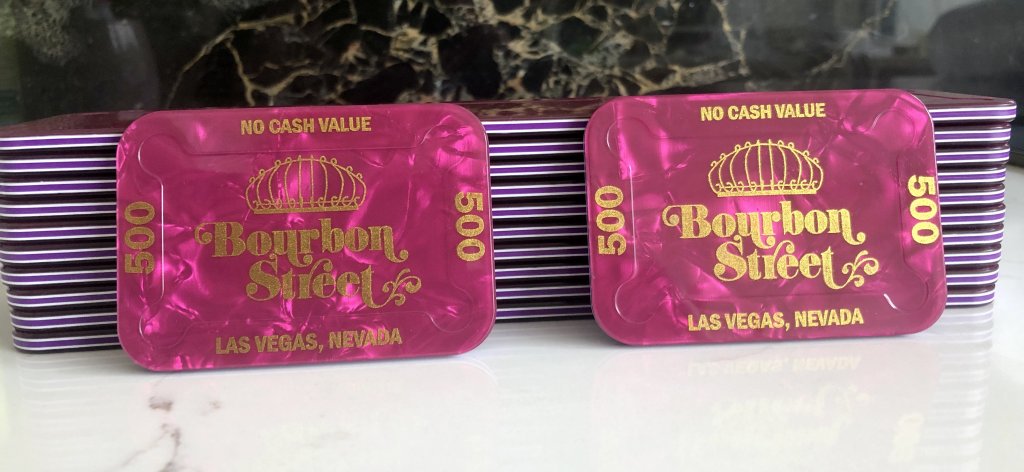 NO CASH VALUE
500
Bourbon
Street
500
LAS VEGAS, NEVADA
NO CASH VALUE
500
Bourbon
Street
500
LAS VEGAS, NEVADA